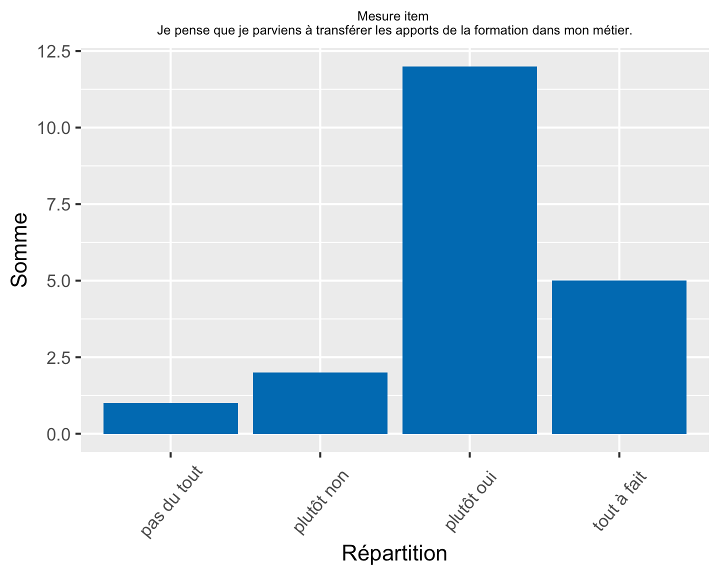 Mesure item
Je pense que je parviens à transférer les apports de la formation dans mon métier.
12.5
10.0
7.5
5.0
2.5
0.0
Somme
pas du tout
plutôt non
plutôt oui
tout à fait
Répartition